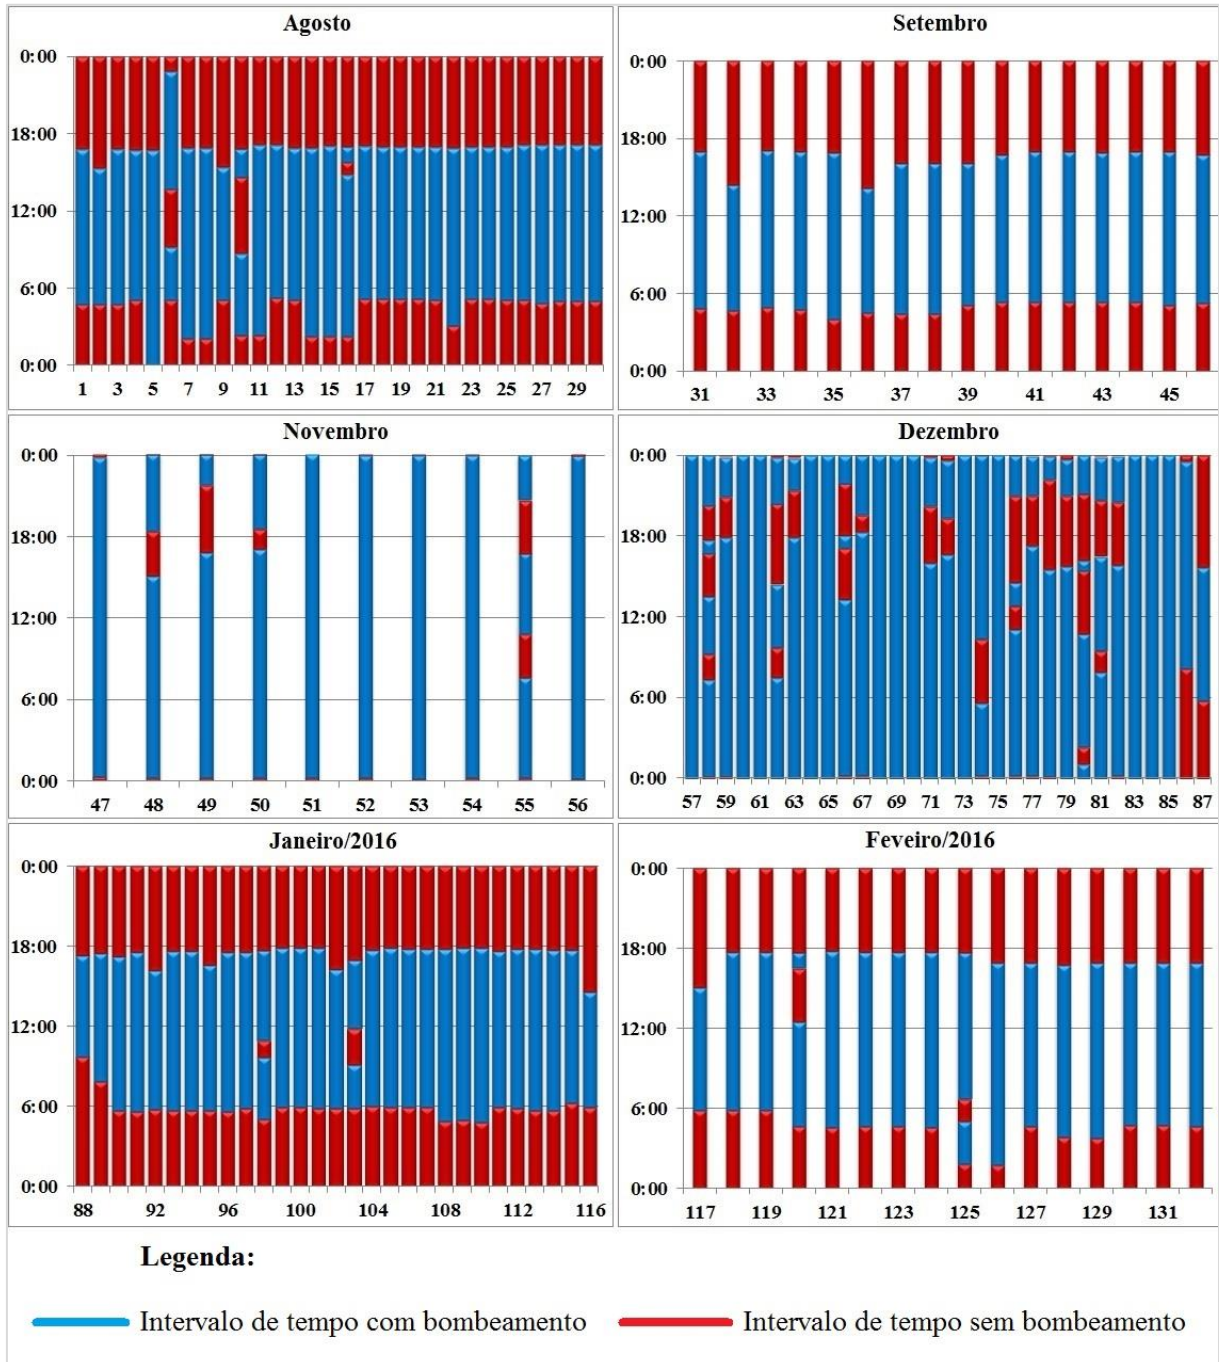 Agosto
0:00
18:00
12:00
6:00
0:00
1 3 5 7 9 11 13 15 17 19 21 23 25 27 29
Setembro
0:00
18:00
12:00
6:00
0:00
31 33 35 37 39 41 43 45
Novembro
0:00
18:00
12:00
6:00
0:00
47 48 49 50 51 52 53 54 55 56
Dezembro
0:00
18:00
12:00
6:00
0:00
57 59 61 63 65 67 69 71 73 75 77 79 81 83 85 87
Janeiro/2016
0:00
18:00
12:00
6:00
0:00
88 92 96 100 104 108 112 116
Feveiro/2016
0:00
18:00
12:00
6:00
0:00
117 119 121 123 125 127 129 131
Legenda:
Intervalo de tempo com bombeamento Intervalo de tempo sem bombeamento